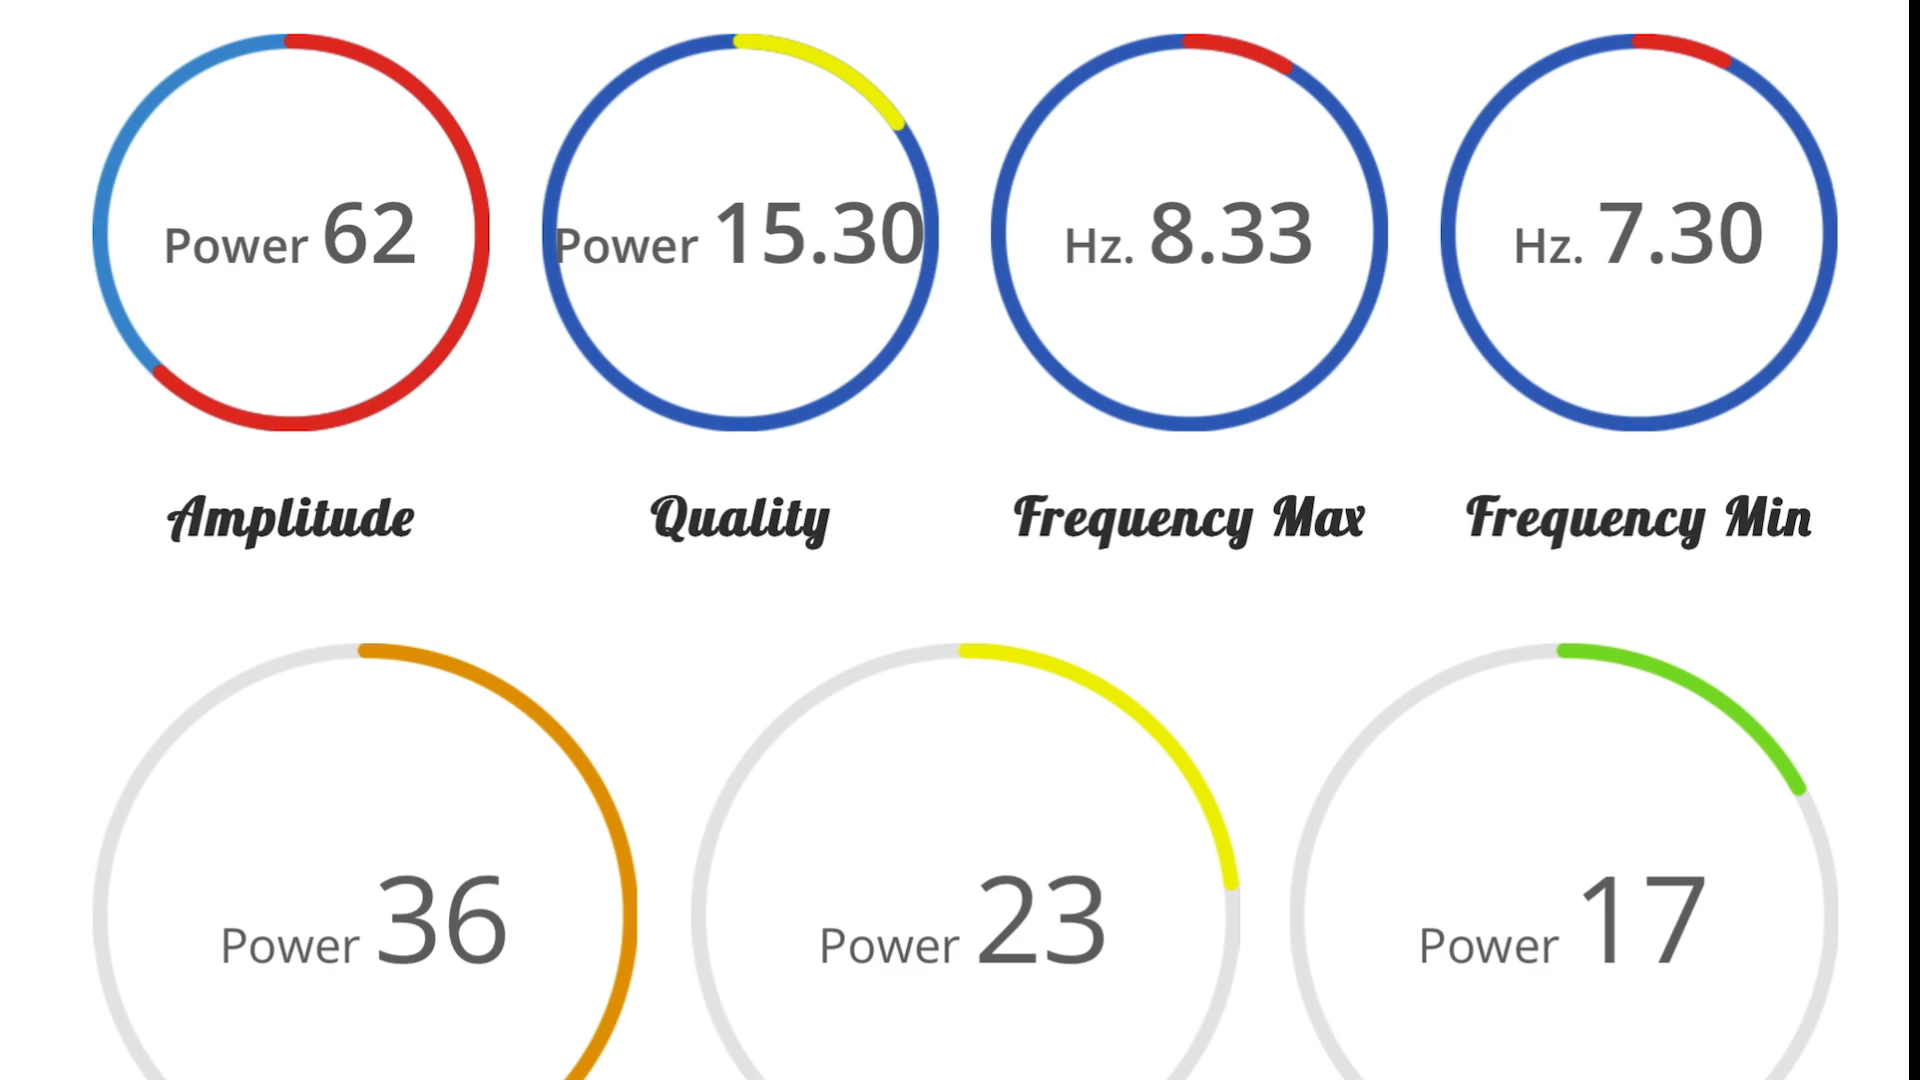 Power 62
Power 15.30
Hz. 8.33
Hz. 7.30
Amplitude
Quality
Frequency Max
Frequency Min
Power 36
Power 23
Power 17